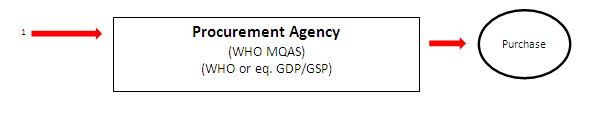 1
Procurement Agency
(WHO MQAS)
(WHO or eq. GDP/GSP)
Purchase